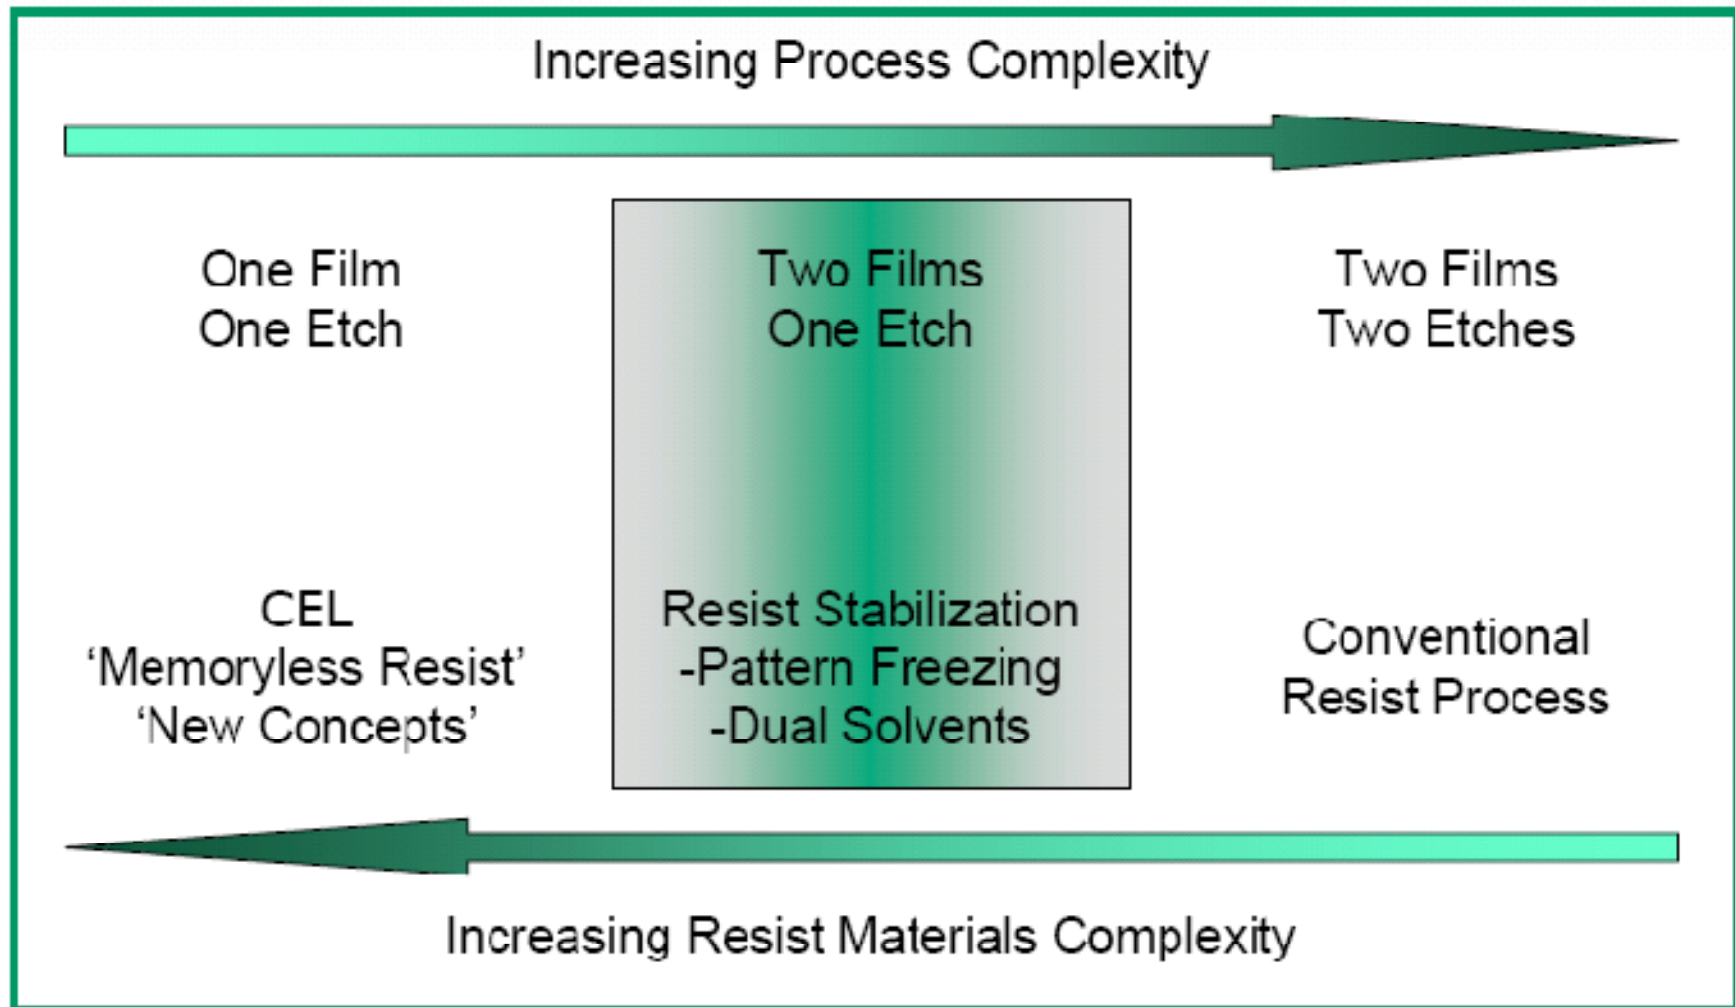 Increasing Process Complexity
One Film
One Etch
Two Films
One Etch
Two Films
Two Etches
CEL
‘Memoryless Resist’
‘New Concepts’
Resist Stabilization
-Pattern Freezing
-Dual Solvents
Conventional
Resist Process
Increasing Resist Materials Complexity